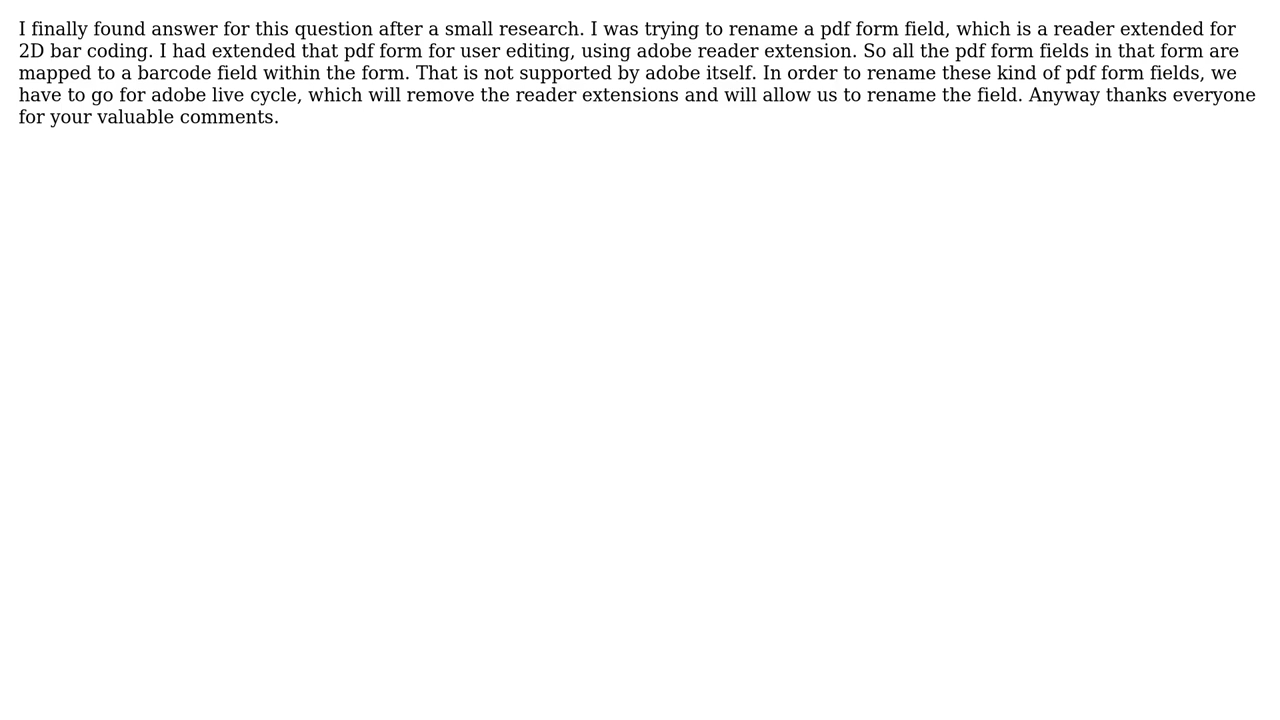 I finally found answer for this question after a small research. I was trying to rename a pdf form field, which is a reader extended for
2D bar coding. I had extended that pdf form for user editing, using adobe reader extension. So all the pdf form fields in that form are
mapped to a barcode field within the form. That is not supported by adobe itself. In order to rename these kind of pdf form fields, we
have to go for adobe live cycle, which will remove the reader extensions and will allow us to rename the field. Anyway thanks everyone
for your valuable comments.